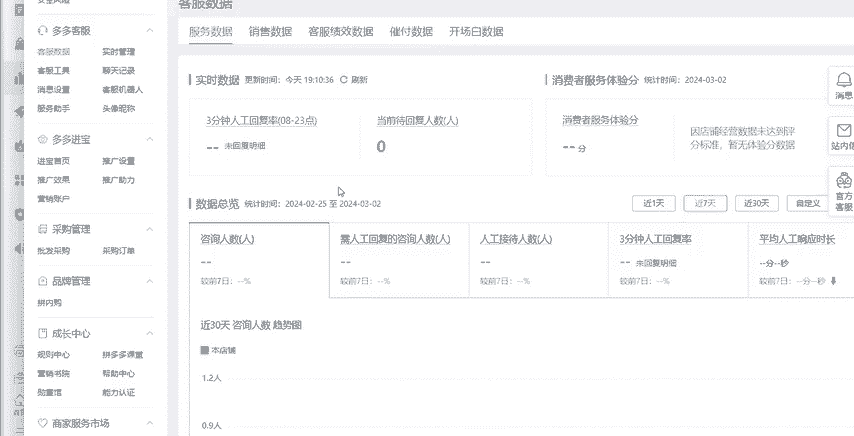 客服数据
多多客服
客服数据 实时管理
客服工具 聊天记录
消息设置 客服机器人
服务助手 头像昵称
多多进宝
进宝首页 推广设置
推广效果 推广助力
营销账户
采购管理
批发采购 采购订单
品牌管理
拼内购
成长中心
规则中心 拼多多课堂
营销书院 帮助中心
勋章馆 能力认证
商家服务市场
服务数据 销售数据 客服绩效数据 催付数据 开场白数据
实时数据 更新时间：今天 19:10:36 刷新
3分钟人工回复率(08-23点)
-- 未回复明细
当前待回复人数(人)
0
消费者服务体验分 统计时间：2024-03-02
消费者服务体验分
-- 分
因店铺经营数据未达到评
分标准，暂无体验分数据
数据总览 统计时间：2024-02-25 至 2024-03-02
近1天 近7天 近30天 自定义
咨询人数(人)
--
较前7日：--%
需人工回复的咨询人数(人)
--
较前7日：--%
人工接待人数(人)
--
较前7日：--%
3分钟人工回复率
-- 未回复明细
较前7日：--%
平均人工响应时长
--分--秒
较前7日：--分--秒
近30天 咨询人数 趋势图
本店铺
1.2人
0.9人
消息
站内信
官方
客服